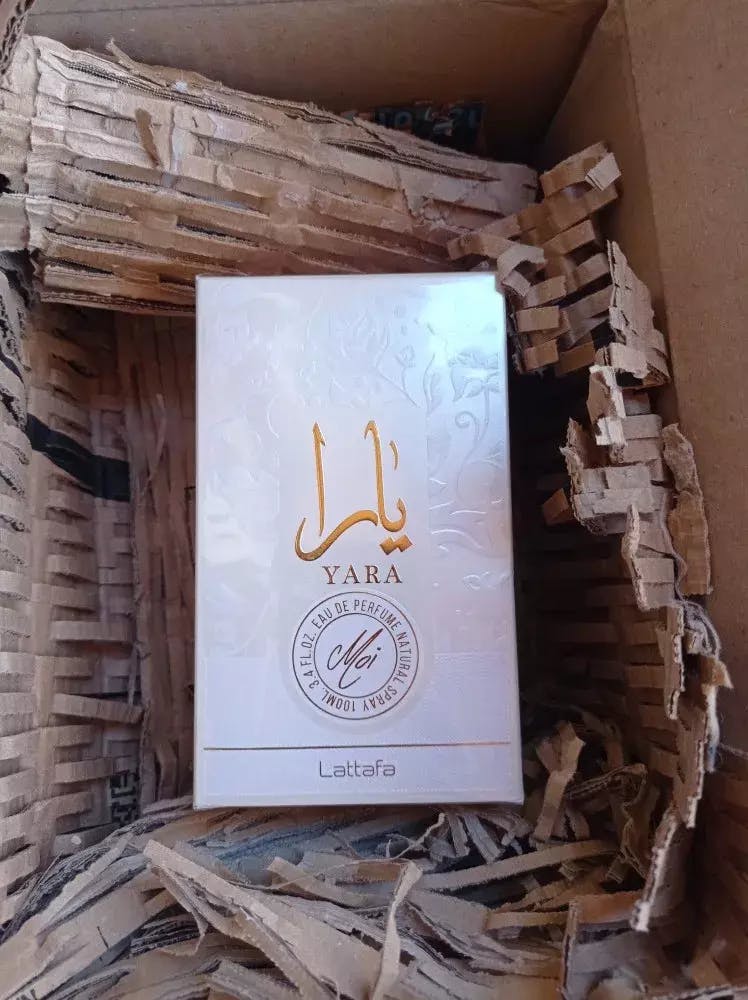 يارا
YARA
EAU DE PERFUME NATURAL SPRAY 100ML. 3.4 FL.OZ.
Moi
Lattafa